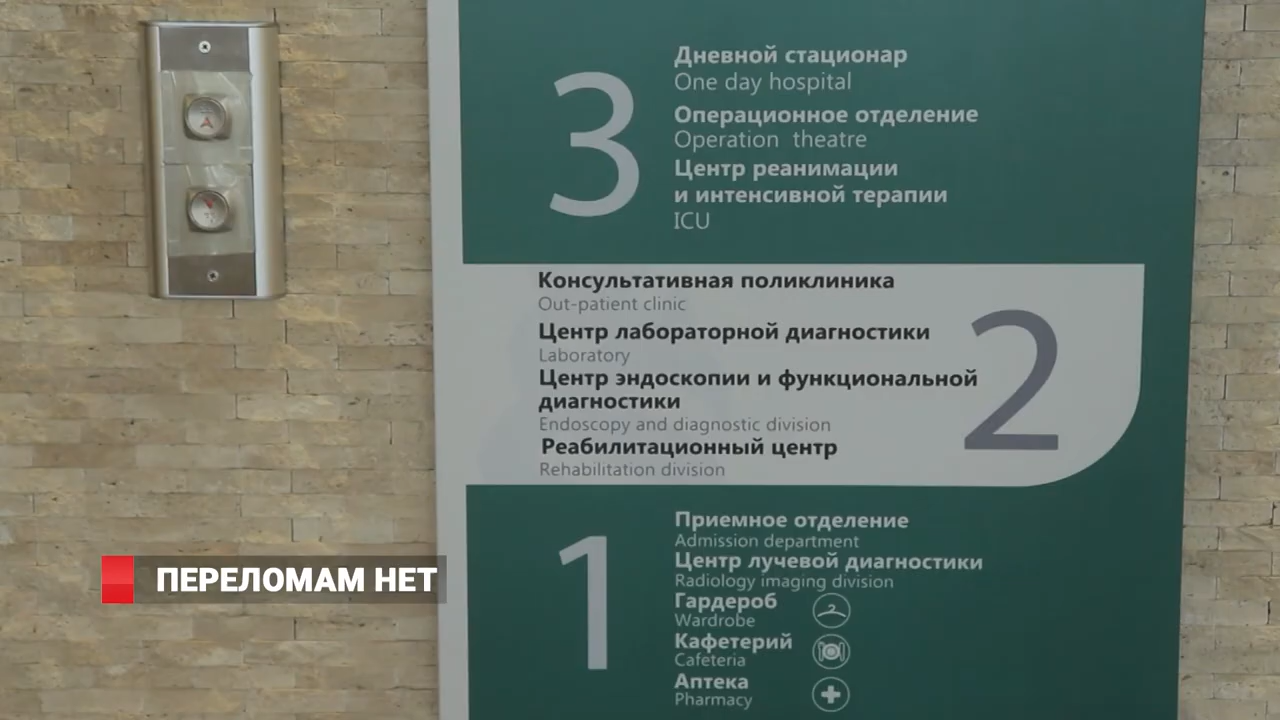 3
Дневной стационар
One day hospital
Операционное отделение
Operation theatre
Центр реанимации
и интенсивной терапии
ICU
Консультативная поликлиника
Out-patient clinic
Центр лабораторной диагностики
Laboratory
Центр эндоскопии и функциональной
диагностики
Endoscopy and diagnostic division
Реабилитационный центр
Rehabilitation division
2
1
Приемное отделение
Admission department
Центр лучевой диагностики
Radiology imaging division
Гардероб
Wardrobe
Кафетерий
Cafeteria
Аптека
Pharmacy
ПЕРЕЛОМАМ НЕТ